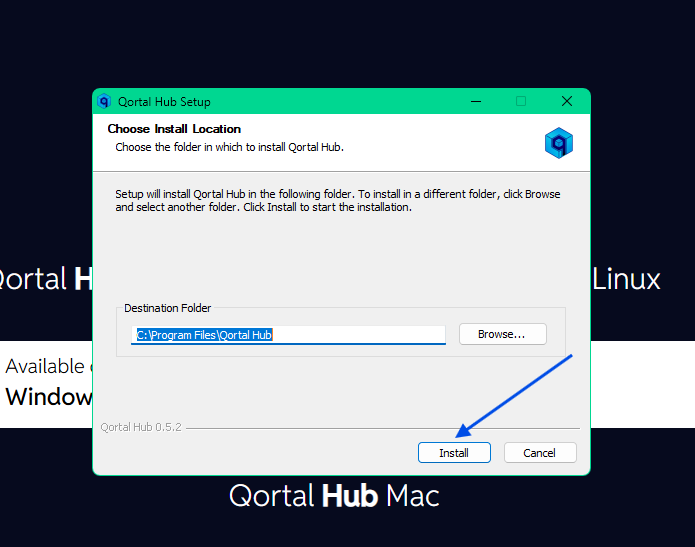 Qortal Hub Setup
Choose Install Location
Choose the folder in which to install Qortal Hub.
Setup will install Qortal Hub in the following folder. To install in a different folder, click Browse
and select another folder. Click Install to start the installation.
Qortal H
Linux
Destination Folder
C:\Program Files\Qortal Hub
Browse...
Available
Window
Qortal Hub 0.5.2
Install
Cancel
Qortal Hub Mac